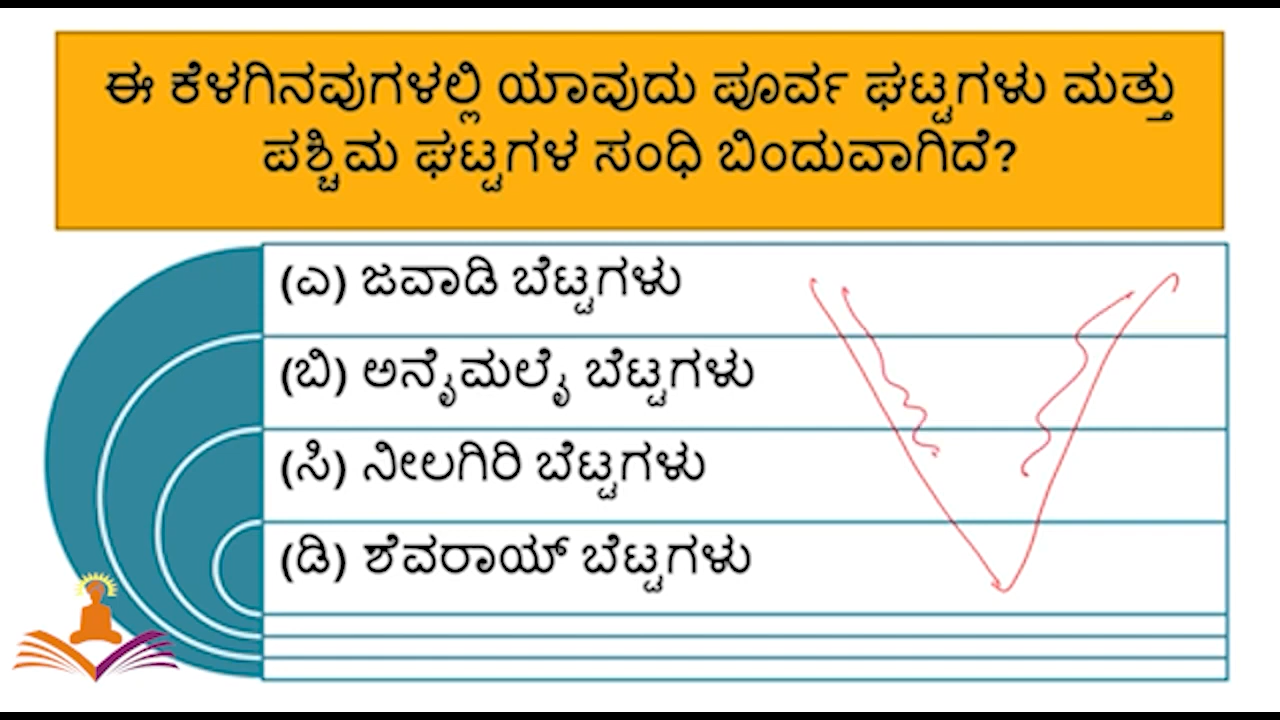 ಈ ಕೆಳಗಿನವುಗಳಲ್ಲಿ ಯಾವುದು ಪೂರ್ವ ಘಟ್ಟಗಳು ಮತ್ತು
ಪಶ್ಚಿಮ ಘಟ್ಟಗಳ ಸಂಧಿ ಬಿಂದುವಾಗಿದೆ?
(ಎ) ಜವಾಡಿ ಬೆಟ್ಟಗಳು
(ಬಿ) ಅನೈಮಲೈ ಬೆಟ್ಟಗಳು
(ಸಿ) ನೀಲಗಿರಿ ಬೆಟ್ಟಗಳು
(ಡಿ) ಶೆವರಾಯ್ ಬೆಟ್ಟಗಳು